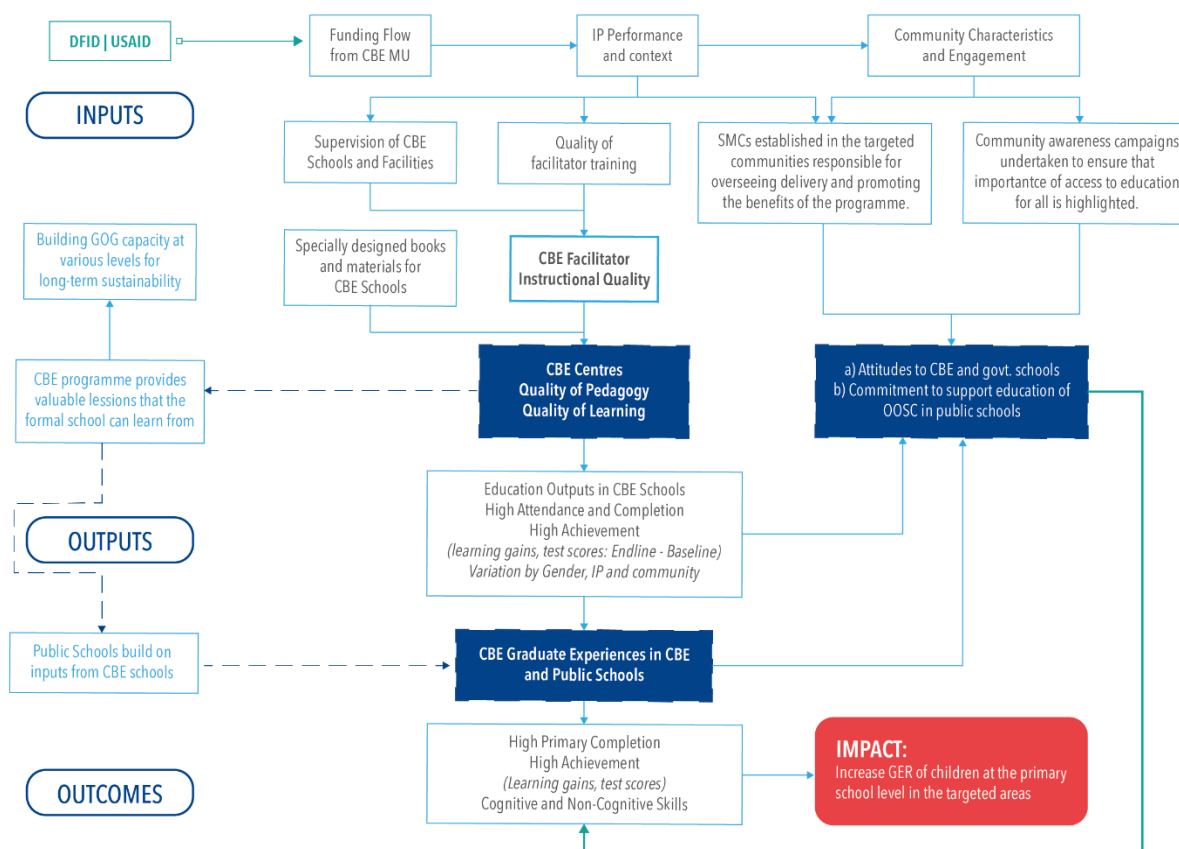 DFID | USAID
Funding Flow
from CBE MU
IP Performance
and context
Community Characteristics
and Engagement
INPUTS
Supervision of CBE
Schools and Facilities
Quality of
facilitator training
SMCs established in the targeted
communities responsible for
overseeing delivery and promoting
the benefits of the programme.
Community awareness campaigns
undertaken to ensure that
importantce of access to education
for all is highlighted.
Building GOG capacity at
various levels for
long-term sustainability
Specially designed books
and materials for
CBE Schools
CBE Facilitator
Instructional Quality
CBE programme provides
valuable lessons that the
formal school can learn from
CBE Centres
Quality of Pedagogy
Quality of Learning
a) Attitudes to CBE and govt. schools
b) Commitment to support education of
OOSC in public schools
Education Outputs in CBE Schools
High Attendance and Completion
High Achievement
(learning gains, test scores: Endline - Baseline)
Variation by Gender, IP and community
OUTPUTS
Public Schools build on
inputs from CBE schools
CBE Graduate Experiences in CBE
and Public Schools
High Primary Completion
High Achievement
(Learning gains, test scores)
Cognitive and Non-Cognitive Skills
IMPACT:
Increase GER of children at the primary
school level in the targeted areas
OUTCOMES